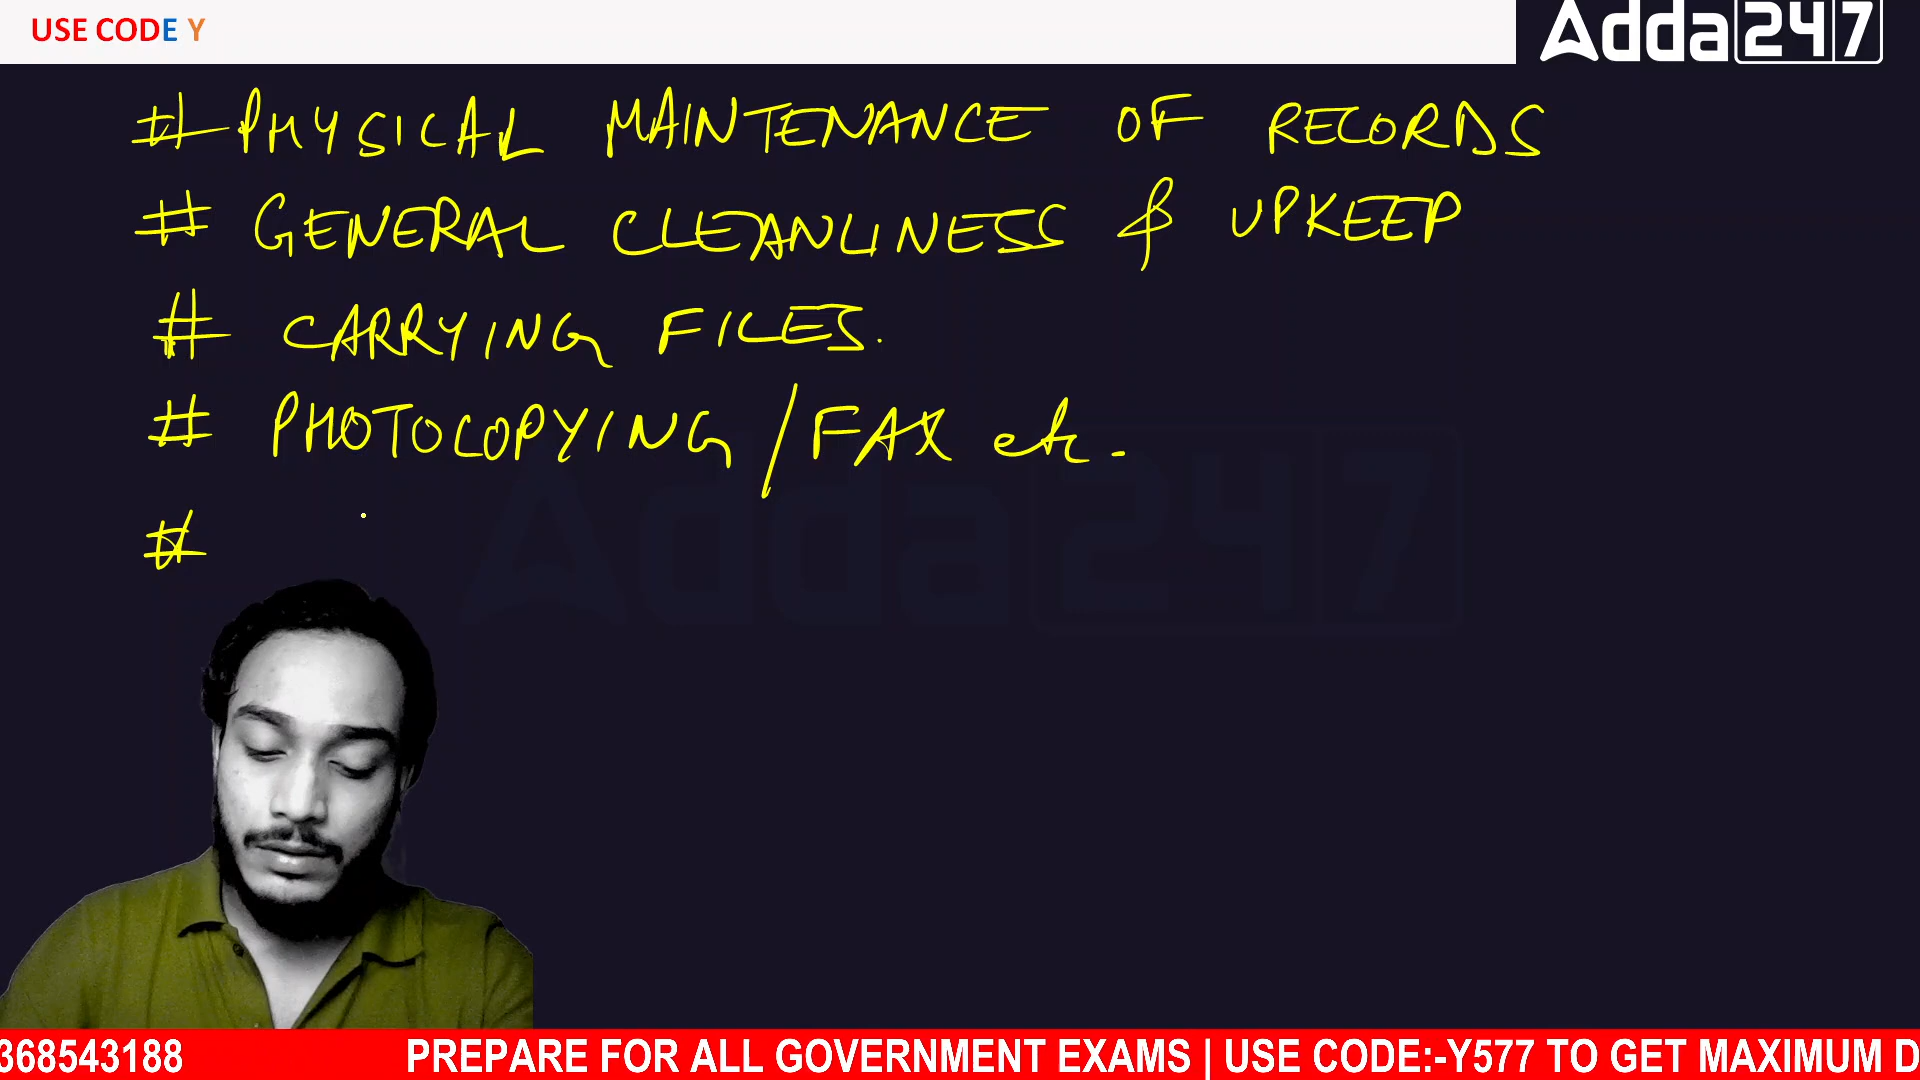 USE CODE Y
Adda247
# PHYSICAL MAINTENANCE OF RECORDS
# GENERAL CLEANLINESS & UPKEEP
# CARRYING FILES.
# PHOTOCOPYING / FAX etc.
#
Adda247
368543188 PREPARE FOR ALL GOVERNMENT EXAMS | USE CODE:-Y577 TO GET MAXIMUM D